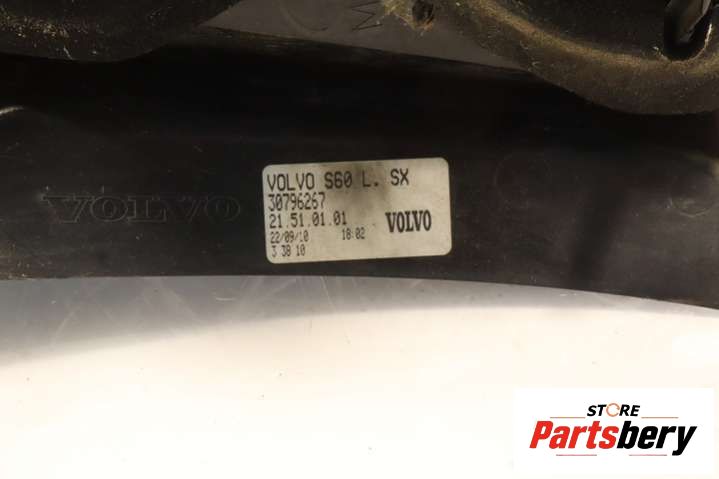 VOLVO S60 L. SX
30796267
21.51.01.01
VOLVO
22/09/10 18:02
3 38 10
VOLVO
STORE
Partsbery